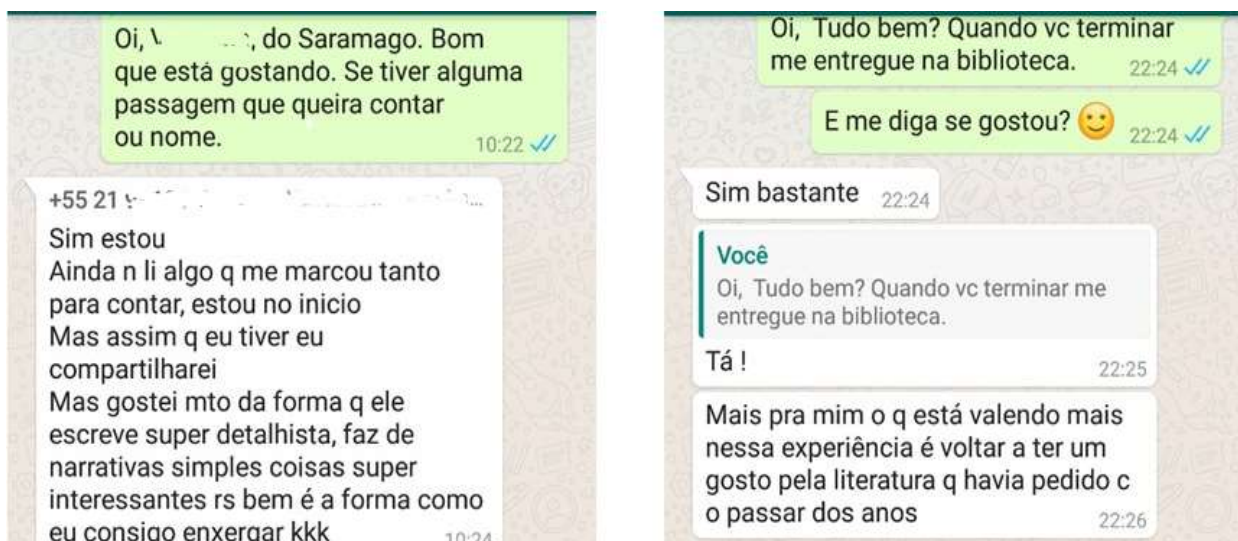 Oi, do Saramago. Bom
que está gostando. Se tiver alguma
passagem que queira contar
ou nome.
10:22
+55 21
Sim estou
Ainda n li algo q me marcou tanto
para contar, estou no inicio
Mas assim q eu tiver eu
compartilharei
Mas gostei mto da forma q ele
escreve super detalhista, faz de
narrativas simples coisas super
interessantes rs bem é a forma como
eu consigo enxergar kkk
10:24
Oi, Tudo bem? Quando vc terminar
me entregue na biblioteca.
22:24
E me diga se gostou? 🙂
22:24
Sim bastante
22:24
Você
Oi, Tudo bem? Quando vc terminar me
entregue na biblioteca.
Tá !
22:25
Mais pra mim o q está valendo mais
nessa experiência é voltar a ter um
gosto pela literatura q havia pedido c
o passar dos anos
22:26